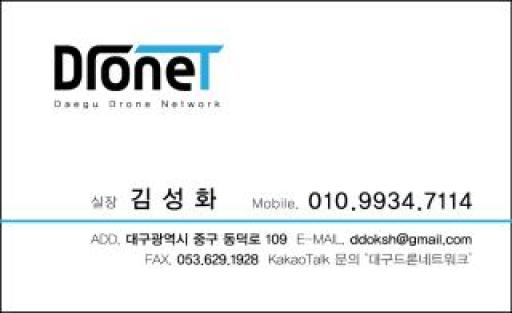 DroneT
Daegu Drone Network
실장 김성화 Mobile. 010.9934.7114
ADD. 대구광역시 중구 동덕로 109 E-MAIL. ddoksh@gmail.com
FAX. 053.629.1928 KakaoTalk 문의 "대구드론네트워크"